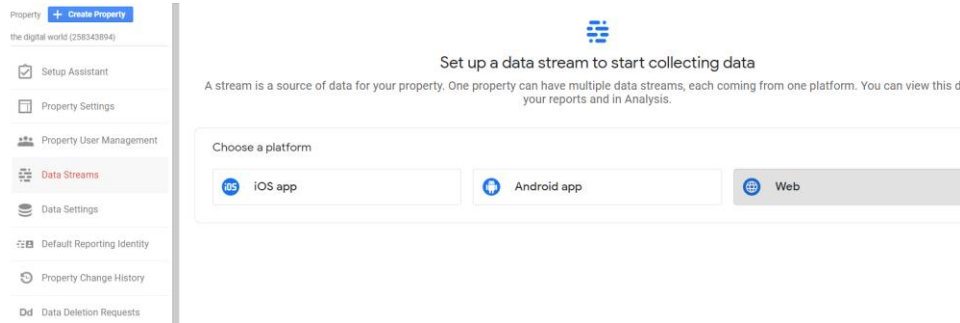 Property + Create Property
the digital world (258343894)
Setup Assistant
Property Settings
Property User Management
Data Streams
Data Settings
Default Reporting Identity
Property Change History
Dd Data Deletion Requests
Set up a data stream to start collecting data
A stream is a source of data for your property. One property can have multiple data streams, each coming from one platform. You can view this d
your reports and in Analysis.
Choose a platform
iOS iOS app
Android app
Web